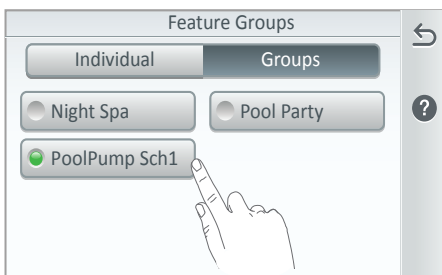 Feature Groups
Individual Groups
Night Spa Pool Party
PoolPump Sch1
?